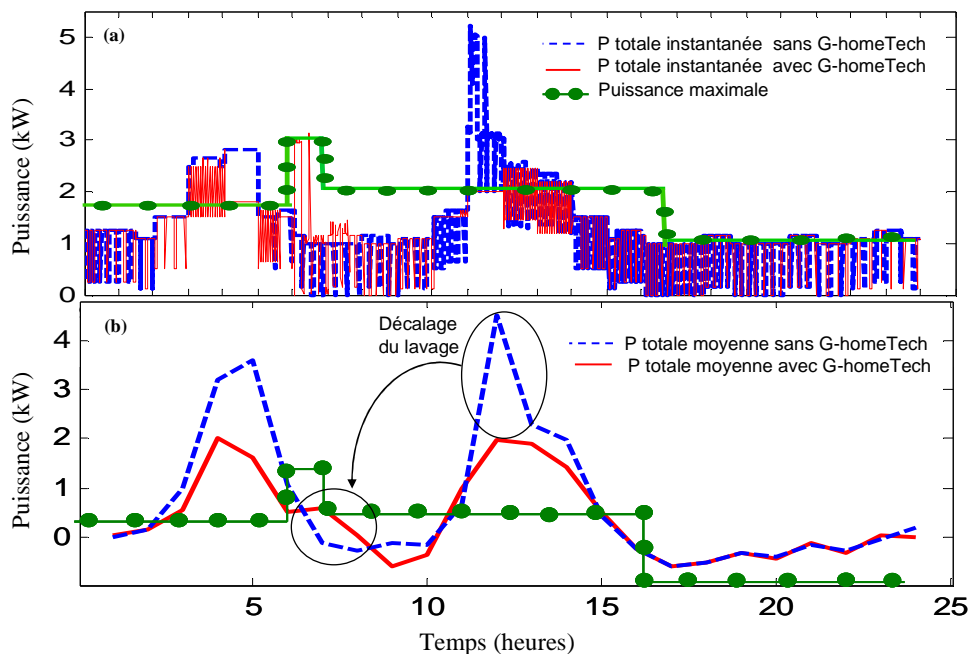 (a)
P totale instantanée sans G-homeTech
P totale instantanée avec G-homeTech
Puissance maximale
Puissance (kW)
5
4
3
2
1
0
(b)
Décalage
du lavage
P totale moyenne sans G-homeTech
P totale moyenne avec G-homeTech
Puissance (kW)
4
3
2
1
0
5
10
15
20
25
Temps (heures)